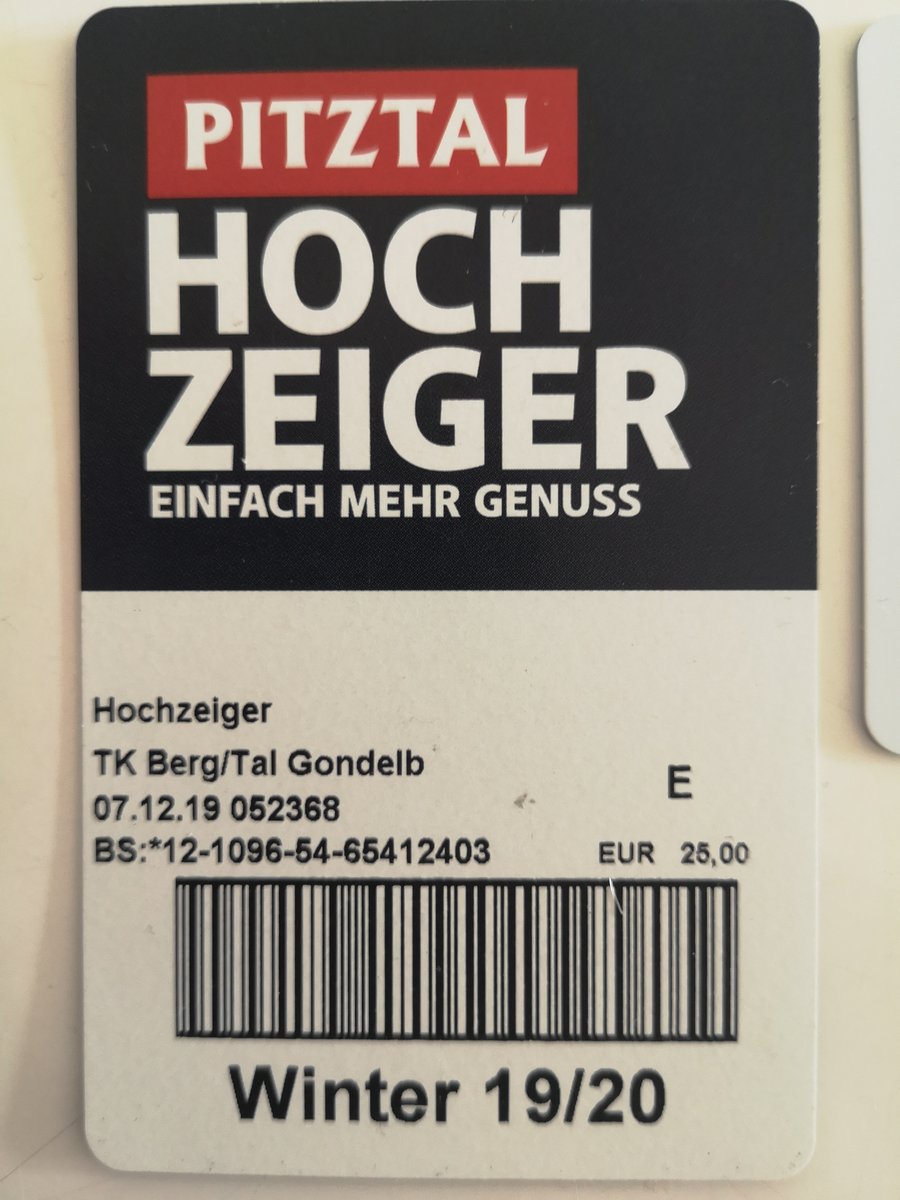 PITZTAL
HOCH
ZEIGER
EINFACH MEHR GENUSS
Hochzeiger
TK Berg/Tal Gondelb
E
07.12.19 052368
BS:*12-1096-54-65412403 EUR 25,00
Winter 19/20